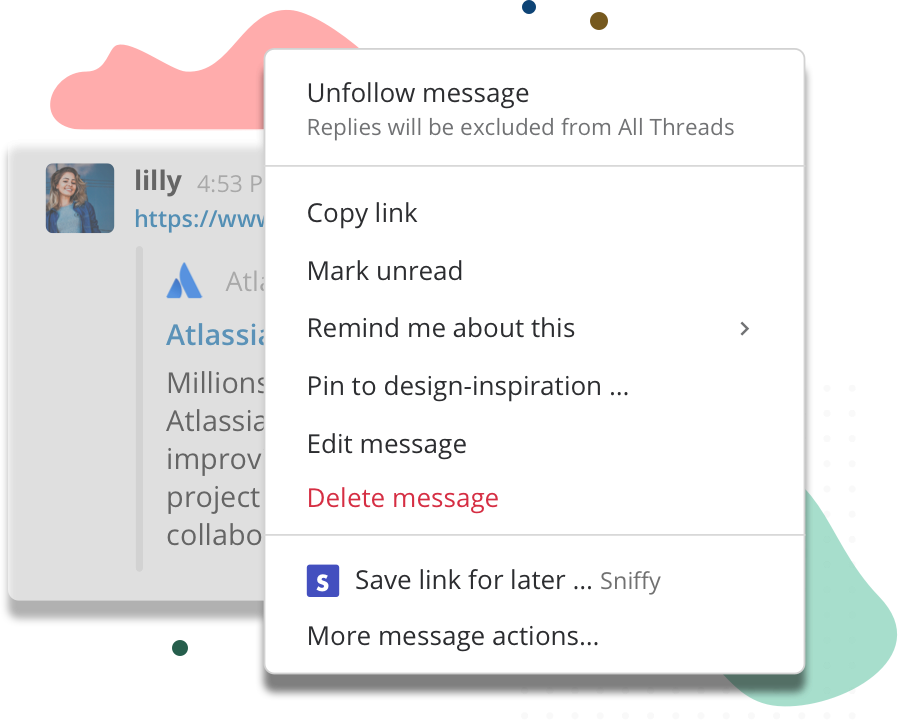 Unfollow message
Replies will be excluded from All Threads
lilly 4:53 P
https://www
Atla
Atlassia
Millions
Atlassia
improv
project
collabo
Copy link
Mark unread
Remind me about this
Pin to design-inspiration ...
Edit message
Delete message
S Save link for later ... Sniffy
More message actions...